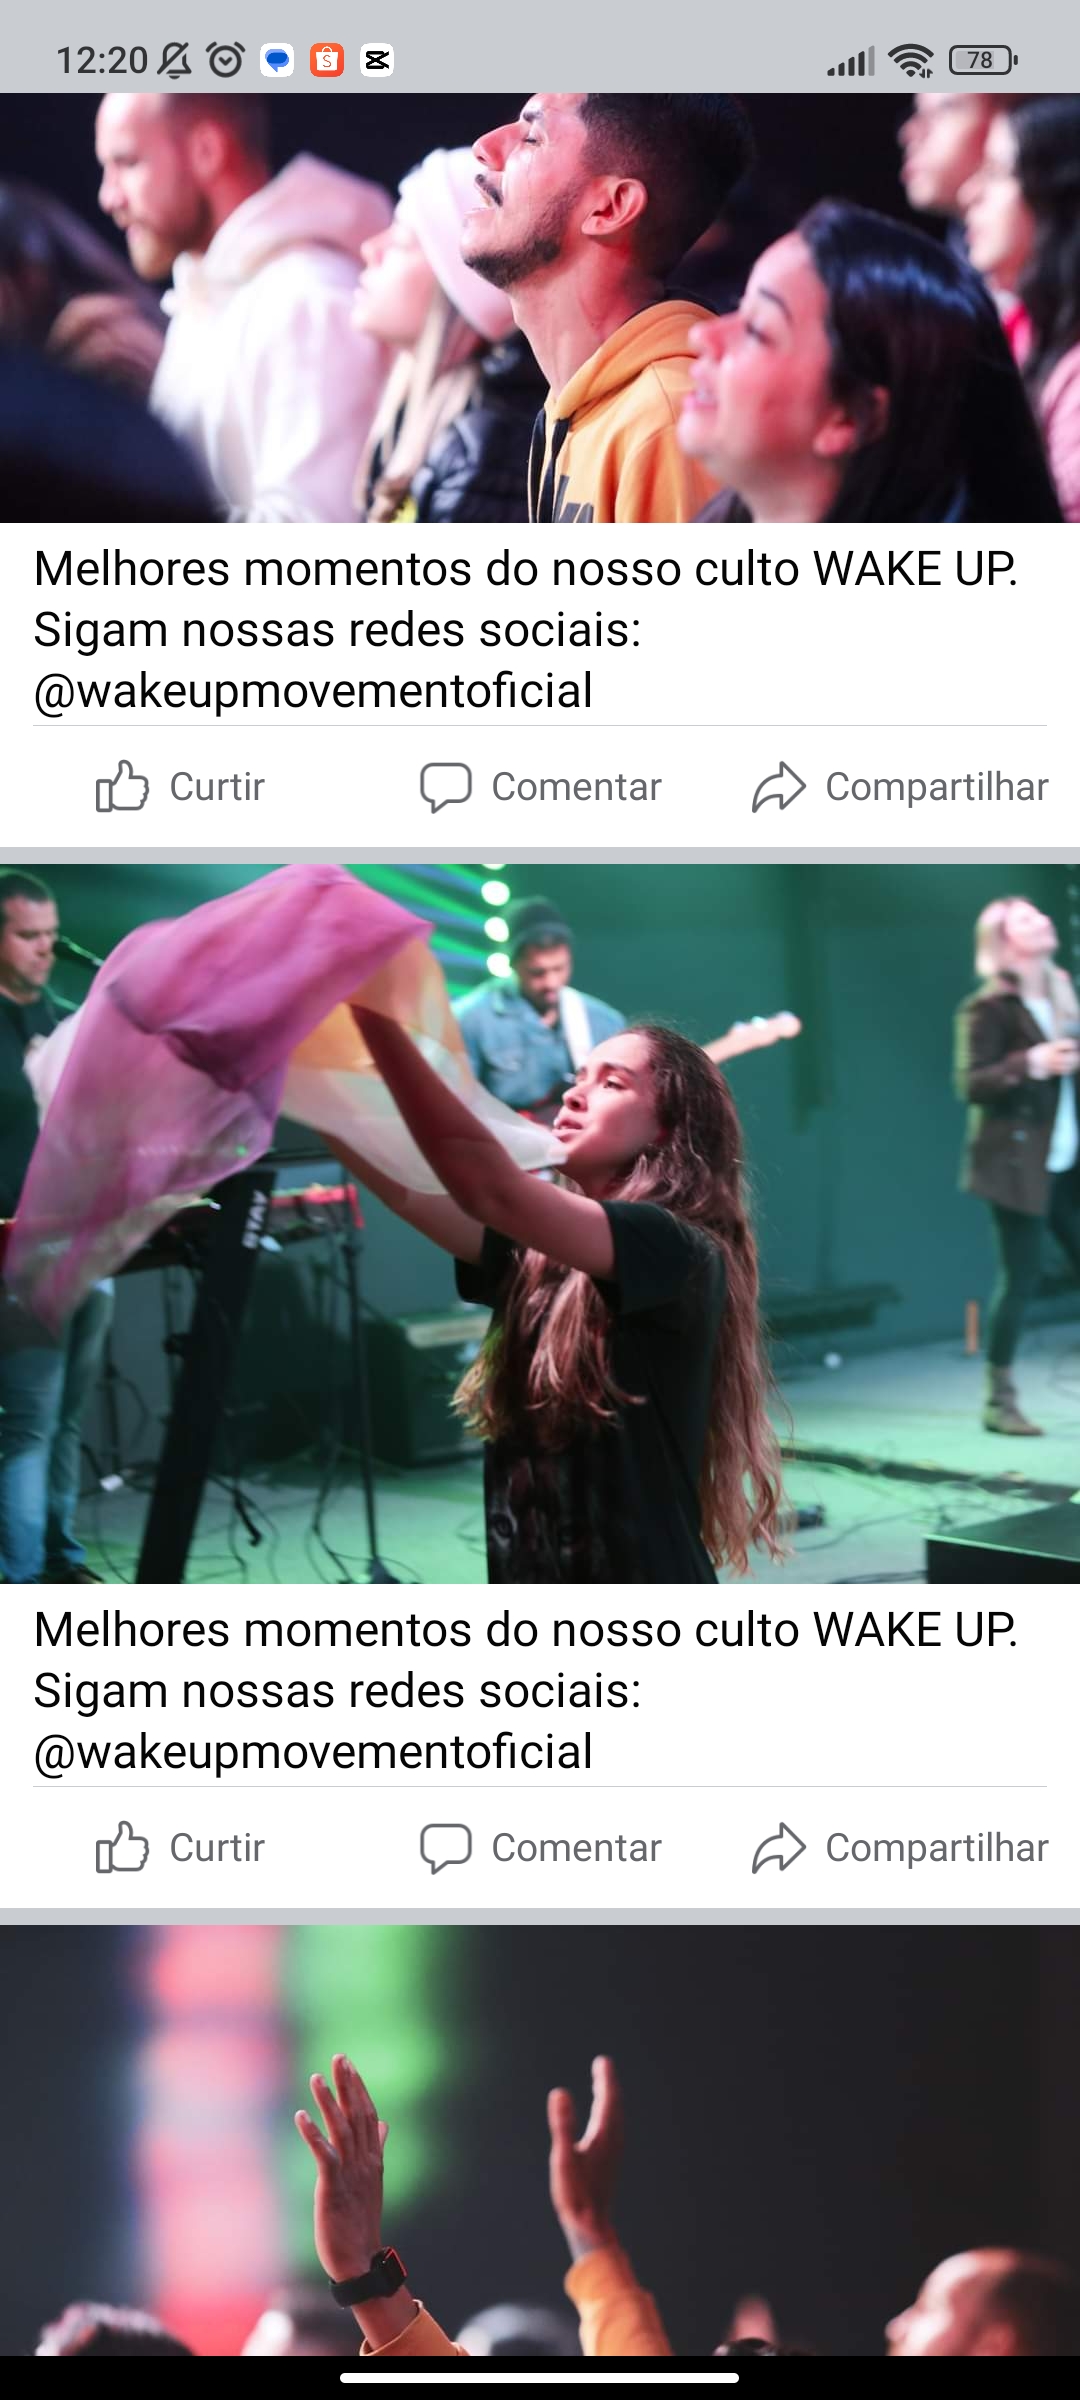 12:20
78
Melhores momentos do nosso culto WAKE UP.
Sigam nossas redes sociais:
@wakeupmovementoficial
Curtir Comentar Compartilhar
Melhores momentos do nosso culto WAKE UP.
Sigam nossas redes sociais:
@wakeupmovementoficial
Curtir Comentar Compartilhar